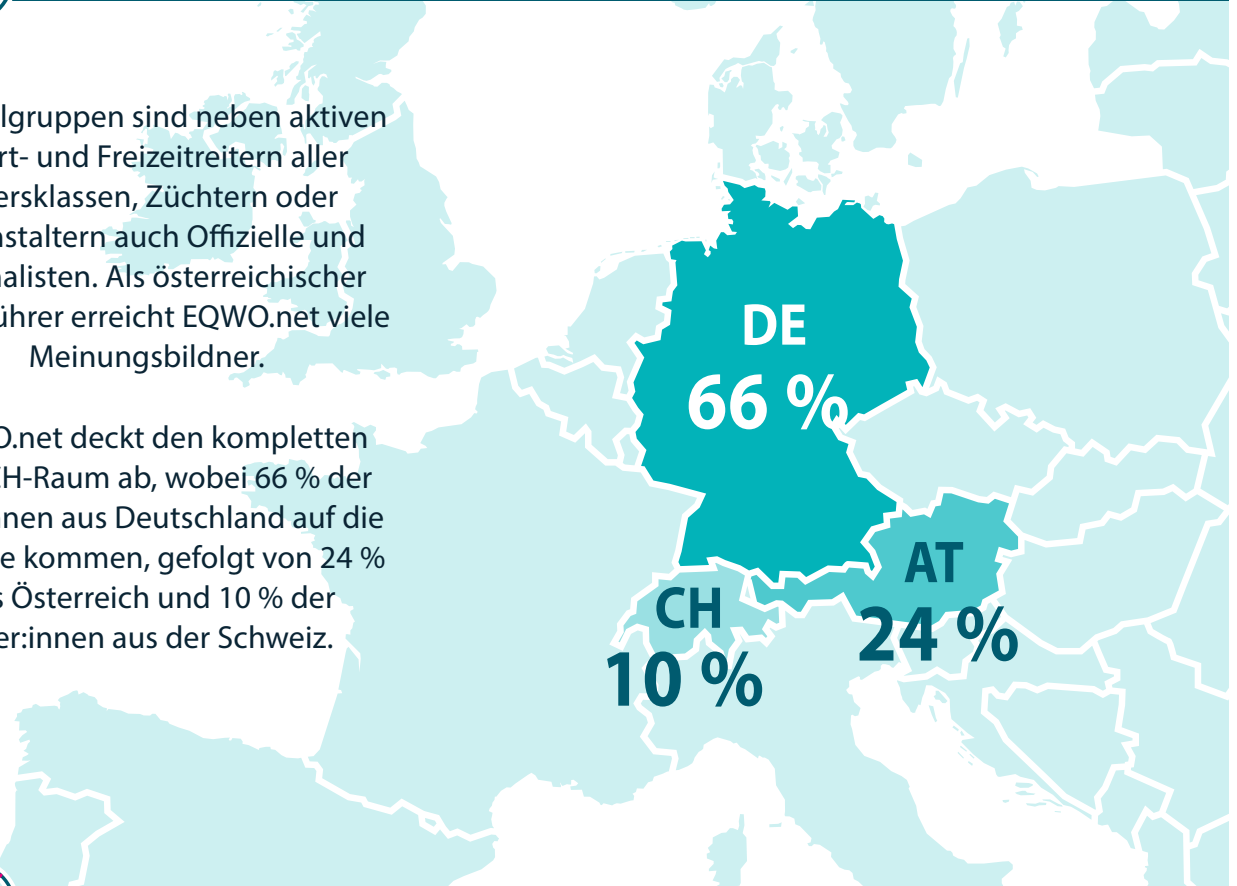 lgruppen sind neben aktiven
rt- und Freizeitreitern aller
ersklassen, Züchtern oder
nstaltern auch Offizielle und
nalisten. Als österreichischer
ührer erreicht EQWO.net viele
Meinungsbildner.
O.net deckt den kompletten
CH-Raum ab, wobei 66 % der
nnen aus Deutschland auf die
e kommen, gefolgt von 24 %
s Österreich und 10 % der
er:innen aus der Schweiz.
DE
66 %
AT
24 %
CH
10 %